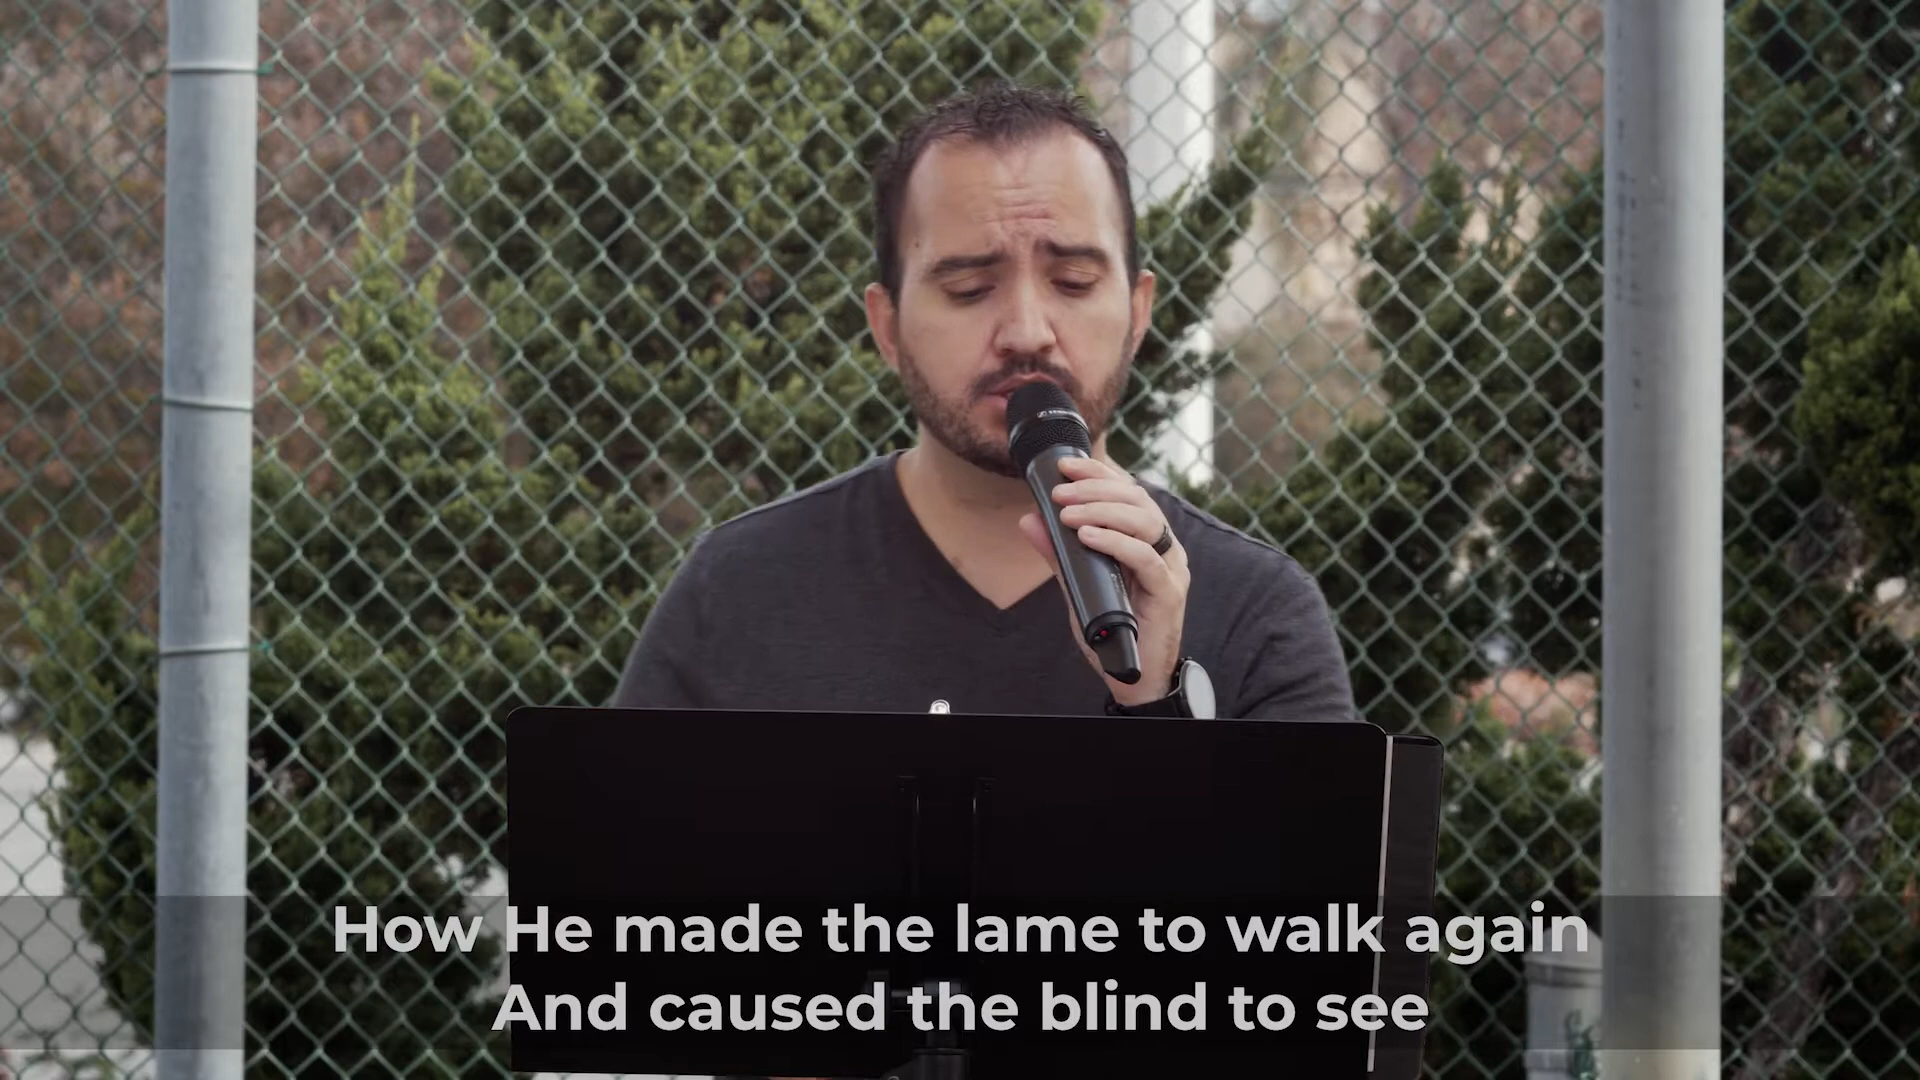 How He made the lame to walk again
And caused the blind to see